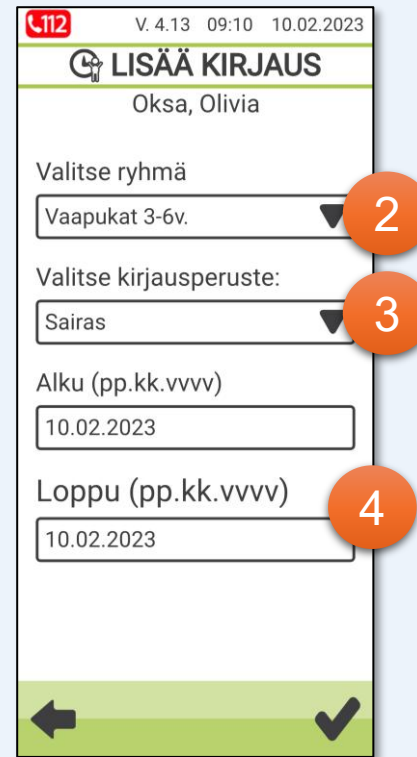 112 V. 4.13 09:10 10.02.2023
LISÄÄ KIRJAUS
Oksa, Olivia
Valitse ryhmä
Vaapukat 3-6v.
2
Valitse kirjausperuste:
Sairas
3
Alku (pp.kk.vvvv)
10.02.2023
Loppu (pp.kk.vvvv)
4
10.02.2023